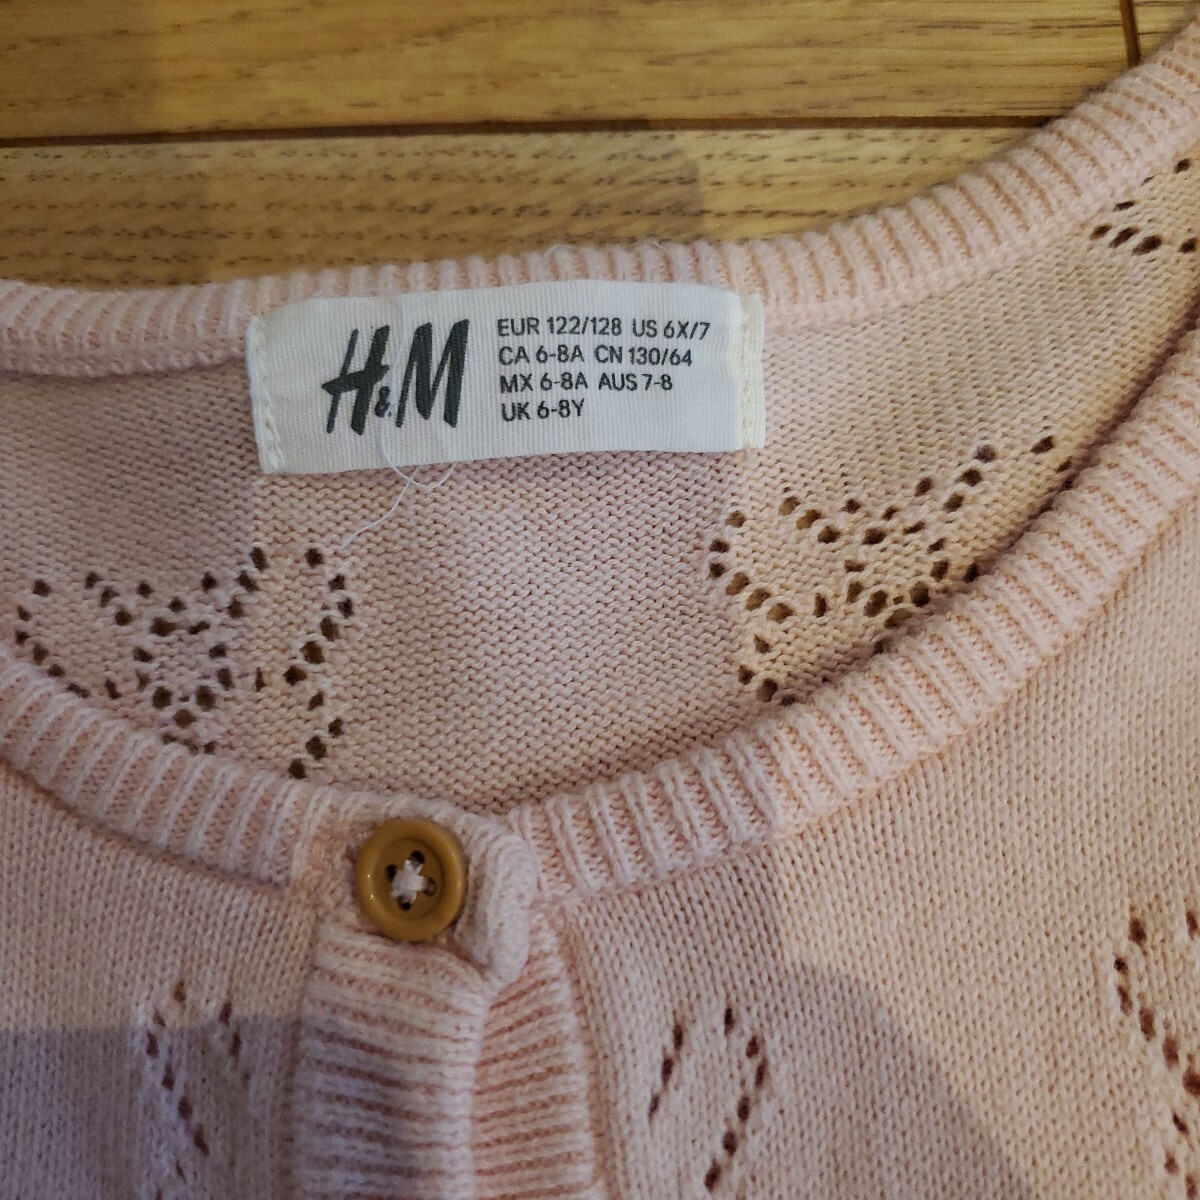 H&M
EUR 122/128 US 6X/7
CA 6-8A CN 130/64
MX 6-8A AUS 7-8
UK 6-8Y